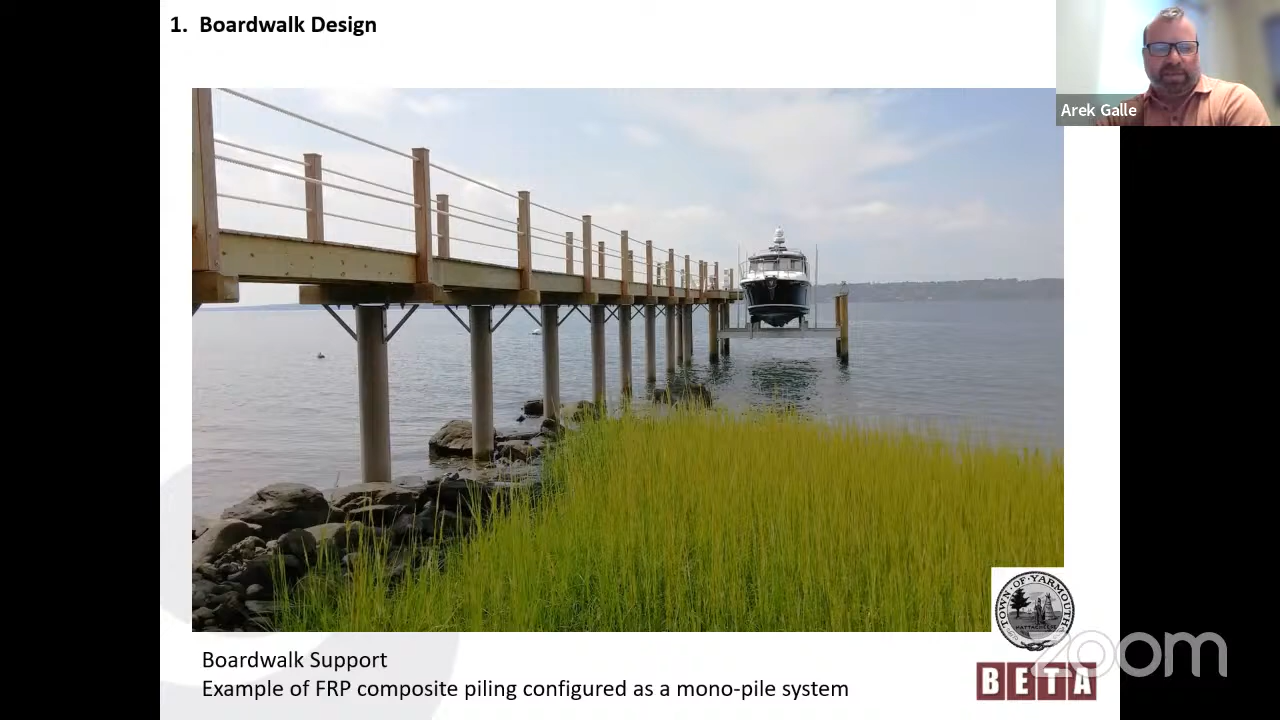 1. Boardwalk Design
Arek Galle
TOWN OF YARMOUTH
MATTACHEESE
zoom
BETA
Boardwalk Support
Example of FRP composite piling configured as a mono-pile system